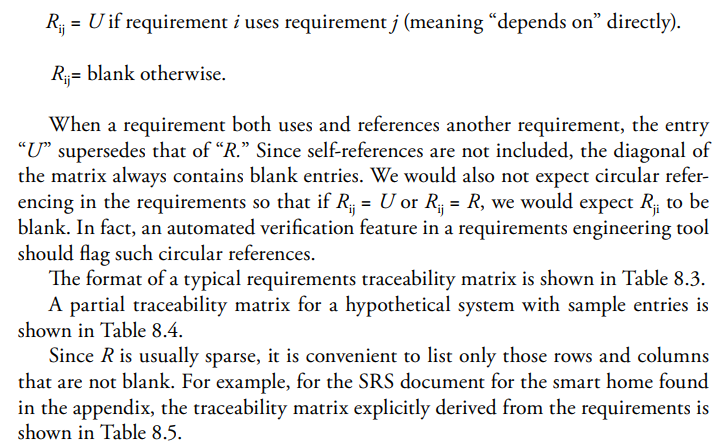 R_ij = U if requirement i uses requirement j (meaning “depends on” directly).
R_ij= blank otherwise.
When a requirement both uses and references another requirement, the entry
“U” supersedes that of “R.” Since self-references are not included, the diagonal of
the matrix always contains blank entries. We would also not expect circular refer-
encing in the requirements so that if R_ij = U or R_ij = R, we would expect R_ji to be
blank. In fact, an automated verification feature in a requirements engineering tool
should flag such circular references.
The format of a typical requirements traceability matrix is shown in Table 8.3.
A partial traceability matrix for a hypothetical system with sample entries is
shown in Table 8.4.
Since R is usually sparse, it is convenient to list only those rows and columns
that are not blank. For example, for the SRS document for the smart home found
in the appendix, the traceability matrix explicitly derived from the requirements is
shown in Table 8.5.